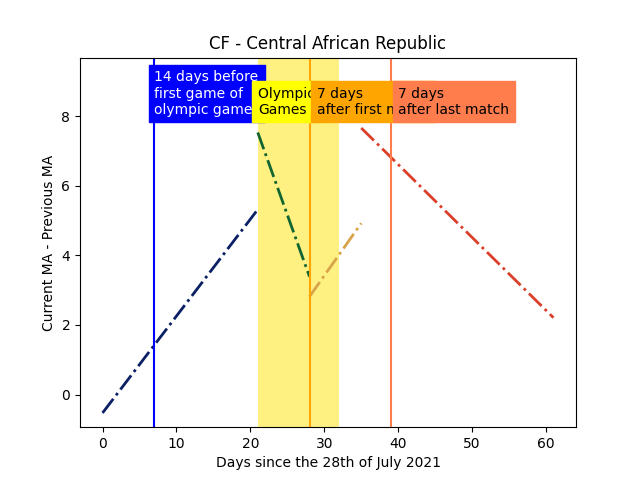 CF - Central African Republic
14 days before
first game of
olympic game
Olympic
Games
7 days
after first
7 days
after last match
Current MA - Previous MA
8
6
4
2
0
0 10 20 30 40 50 60
Days since the 28th of July 2021